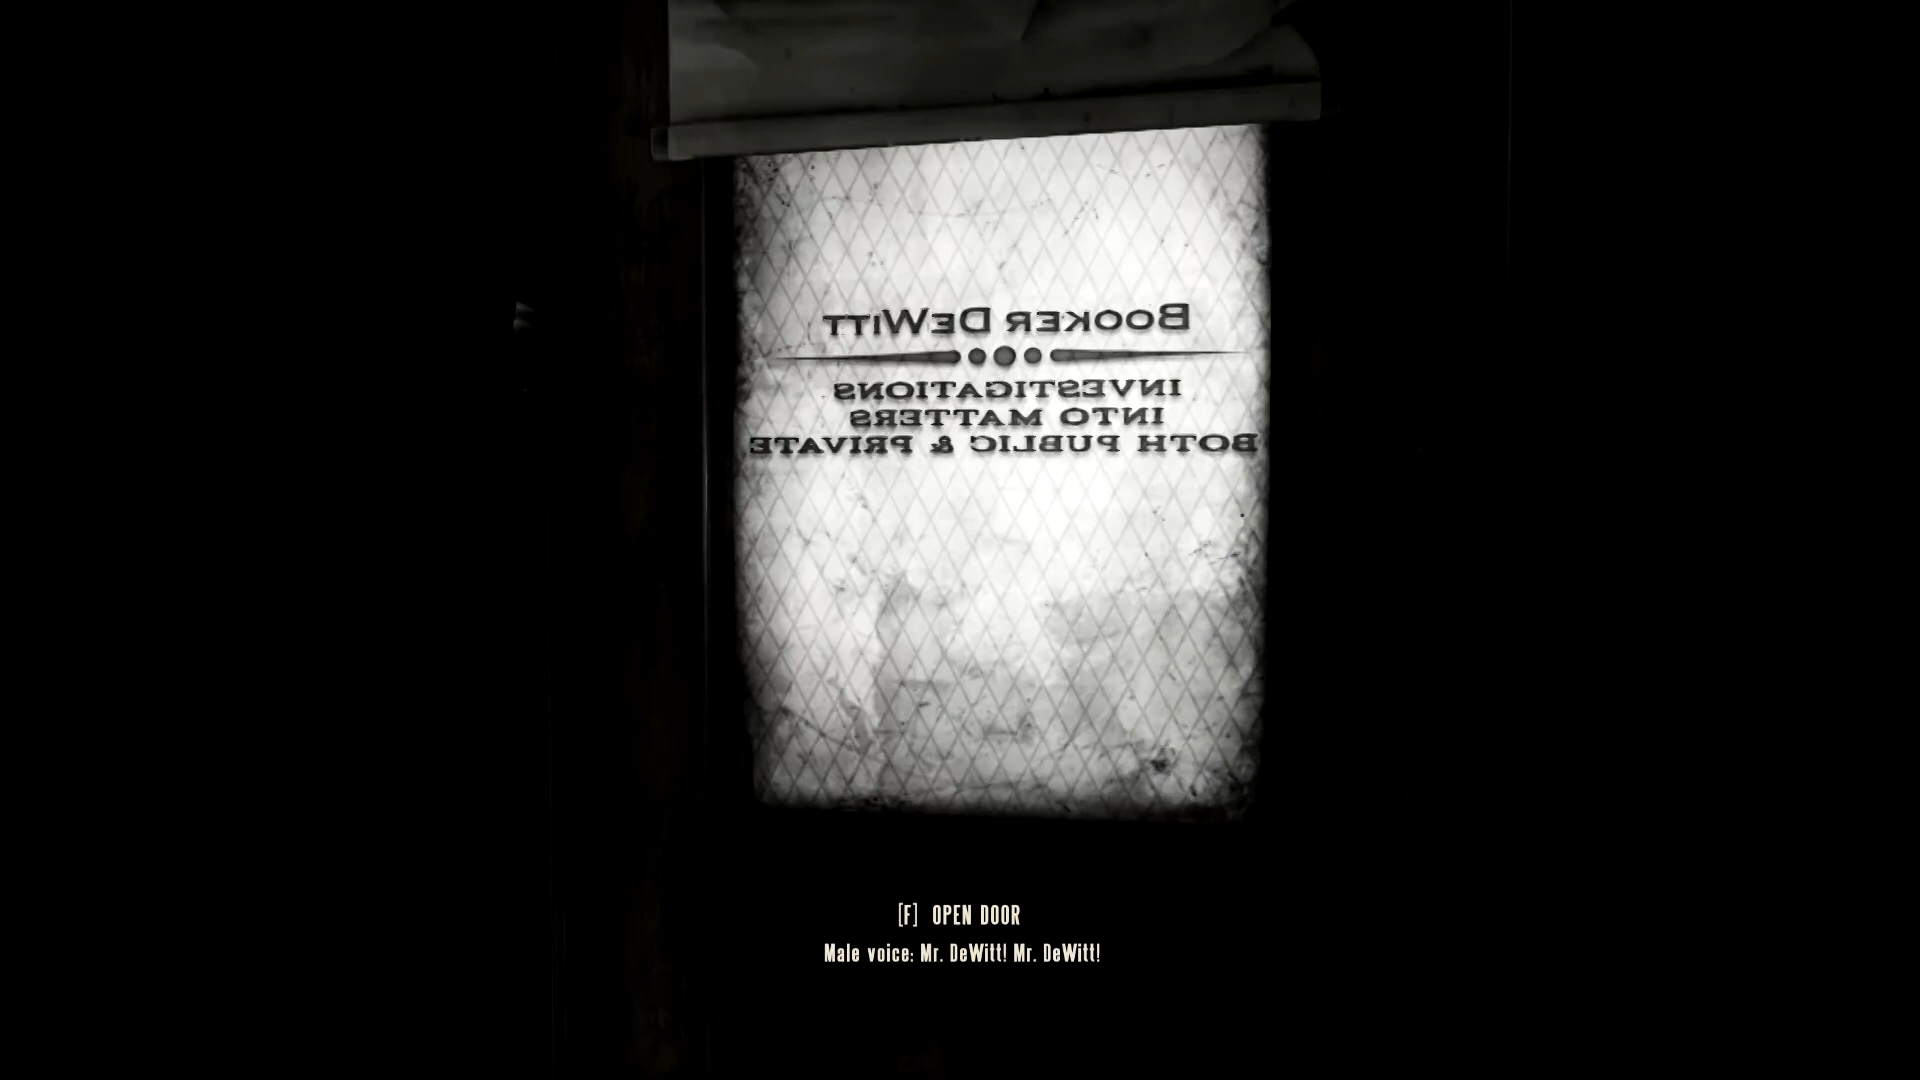 BOOKER DEWITT
INVESTIGATIONS
INTO MATTERS
BOTH PUBLIC & PRIVATE
[F] OPEN DOOR
Male voice: Mr. DeWitt! Mr. DeWitt!